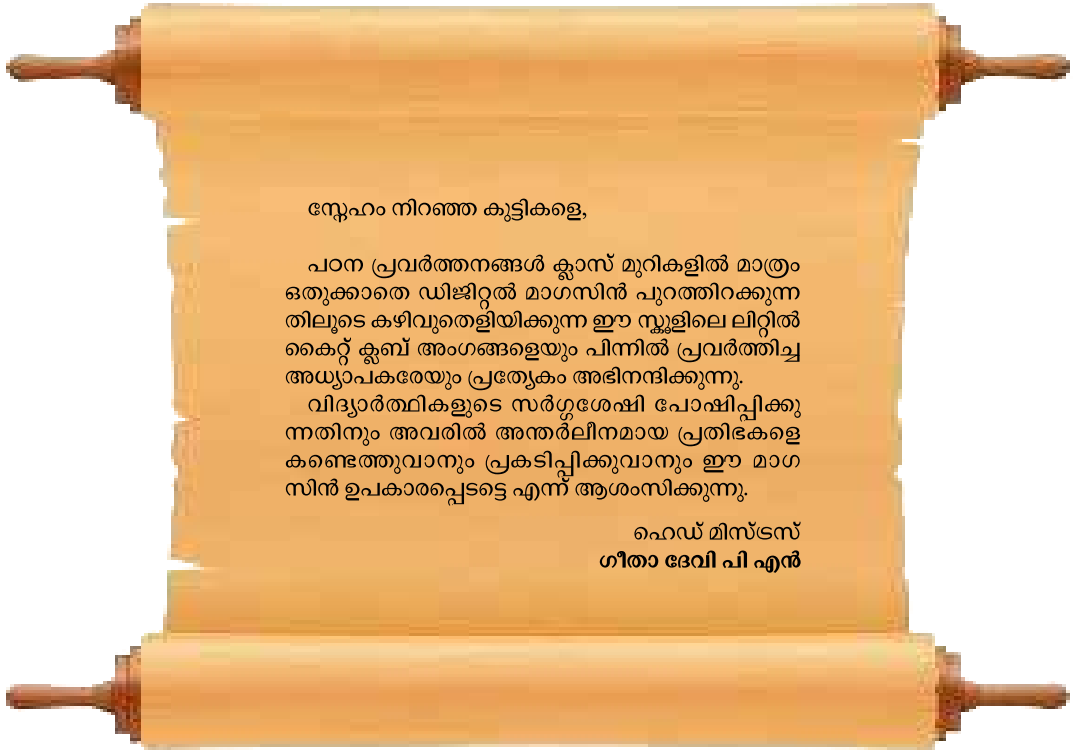 സ്നേഹം നിറഞ്ഞ കുട്ടികളെ,
പഠന പ്രവർത്തനങ്ങൾ ക്ലാസ് മുറികളിൽ മാത്രം
ഒതുക്കാതെ ഡിജിറ്റൽ മാഗസിൻ പുറത്തിറക്കുന്ന
തിലൂടെ കഴിവുതെളിയിക്കുന്ന ഈ സ്കൂളിലെ ലിറ്റിൽ
കൈറ്റ് ക്ലബ് അംഗങ്ങളെയും പിന്നിൽ പ്രവർത്തിച്ച
അധ്യാപകരേയും പ്രത്യേകം അഭിനന്ദിക്കുന്നു.
വിദ്യാർത്ഥികളുടെ സർഗ്ഗശേഷി പോഷിപ്പിക്കു
ന്നതിനും അവരിൽ അന്തർലീനമായ പ്രതിഭകളെ
കണ്ടെത്തുവാനും പ്രകടിപ്പിക്കുവാനും ഈ മാഗ
സിൻ ഉപകാരപ്പെടട്ടെ എന്ന് ആശംസിക്കുന്നു.
ഹെഡ് മിസ്ട്രസ്
ഗീതാ ദേവി പി എൻ